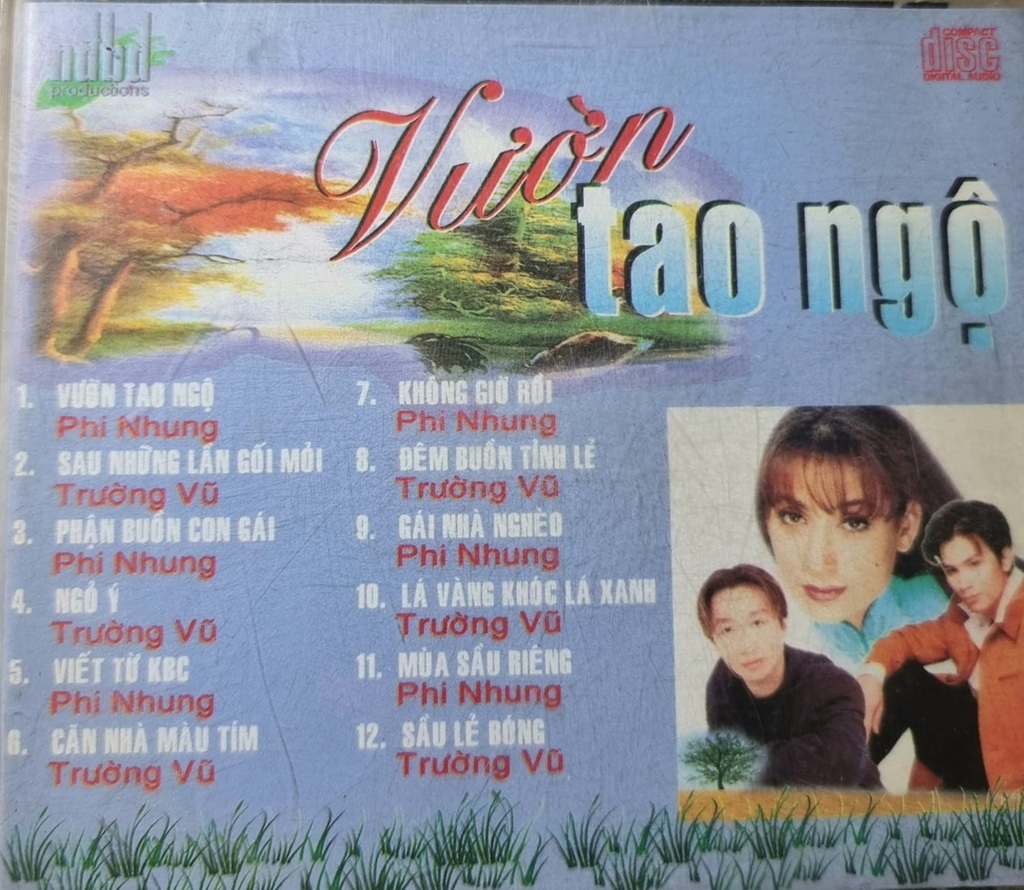 ndbd
productions
COMPACT
disc
DIGITAL AUDIO
Vườn
tao ngộ
1. VƯỜN TAO NGỘ
Phi Nhung
2. SAU NHỮNG LẦN GỐI MỎI
Trường Vũ
3. PHẬN BUỒN CON GÁI
Phi Nhung
4. NGỎ Ý
Trường Vũ
5. VIẾT TỪ KBC
Phi Nhung
6. CĂN NHÀ MÀU TÍM
Trường Vũ
7. KHÔNG GIỜ RỒI
Phi Nhung
8. ĐÊM BUỒN TỈNH LẺ
Trường Vũ
9. GÁI NHÀ NGHÈO
Phi Nhung
10. LÁ VÀNG KHÓC LÁ XANH
Trường Vũ
11. MÙA SẦU RIÊNG
Phi Nhung
12. SẦU LẺ BÓNG
Trường Vũ